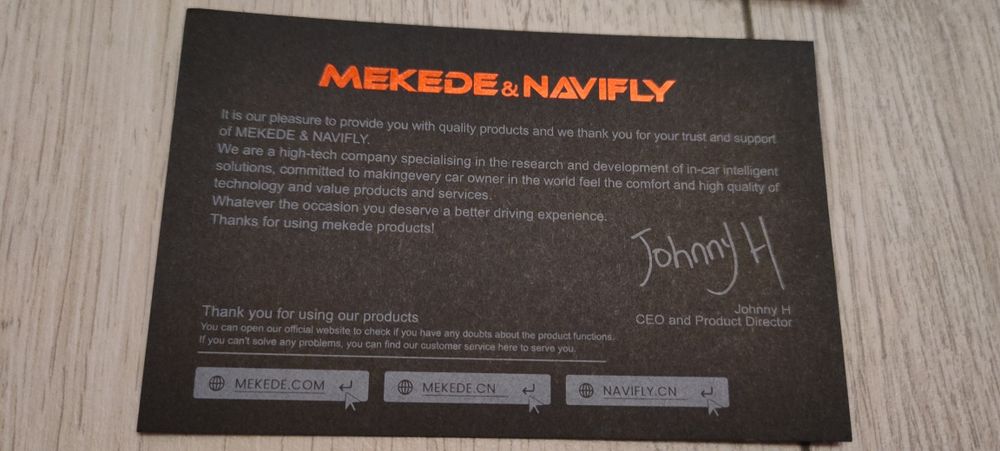 MEKEDE & NAVIFLY
It is our pleasure to provide you with quality products and we thank you for your trust and support
of MEKEDE & NAVIFLY.
We are a high-tech company specialising in the research and development of in-car intelligent
solutions, committed to makingevery car owner in the world feel the comfort and high quality of
technology and value products and services.
Whatever the occasion you deserve a better driving experience.
Thanks for using mekede products!
Johnny H
Johnny H
CEO and Product Director
Thank you for using our products
You can open our official website to check if you have any doubts about the product functions.
If you can't solve any problems, you can find our customer service here to serve you.
MEKEDE.COM
MEKEDE.CN
NAVIFLY.CN